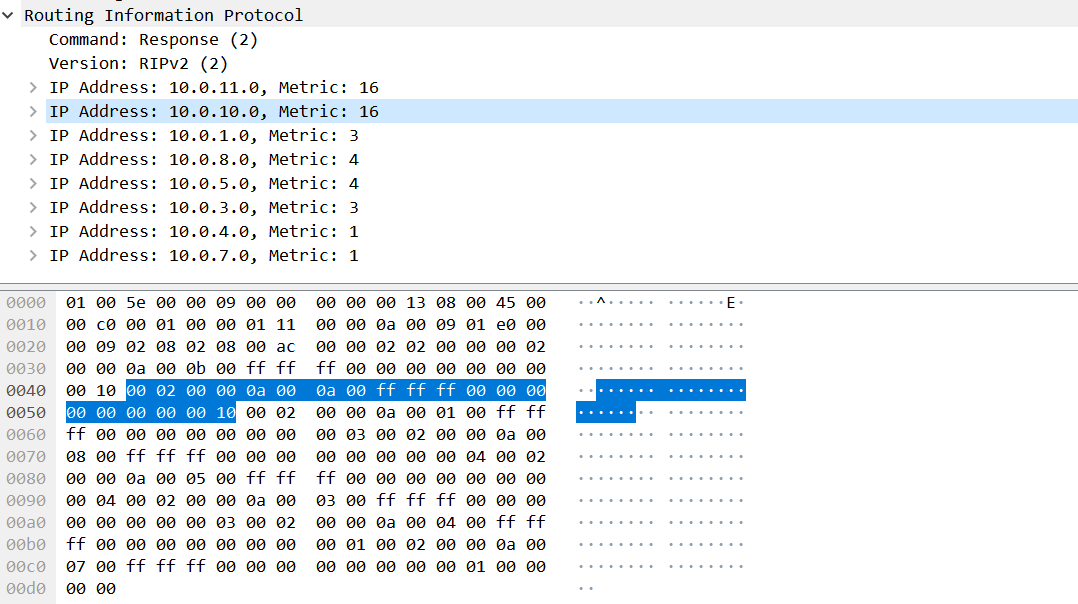 Routing Information Protocol
Command: Response (2)
Version: RIPv2 (2)
IP Address: 10.0.11.0, Metric: 16
IP Address: 10.0.10.0, Metric: 16
IP Address: 10.0.1.0, Metric: 3
IP Address: 10.0.8.0, Metric: 4
IP Address: 10.0.5.0, Metric: 4
IP Address: 10.0.3.0, Metric: 3
IP Address: 10.0.4.0, Metric: 1
IP Address: 10.0.7.0, Metric: 1
0000 01 00 5e 00 00 09 00 00 00 00 00 13 08 00 45 00 ··^····· ······E·
0010 00 c0 00 01 00 00 01 11 00 00 0a 00 09 01 e0 00 ········ ········
0020 00 09 02 08 02 08 00 ac 00 00 02 02 00 00 00 02 ········ ········
0030 00 00 0a 00 0b 00 ff ff ff 00 00 00 00 00 00 00 ········ ········
0040 00 10 00 02 00 00 0a 00 0a 00 ff ff ff 00 00 00 ········ ········
0050 00 00 00 00 00 10 00 02 00 00 0a 00 01 00 ff ff ········ ········
0060 ff 00 00 00 00 00 00 00 00 03 00 02 00 00 0a 00 ········ ········
0070 08 00 ff ff ff 00 00 00 00 00 00 00 00 04 00 02 ········ ········
0080 00 00 0a 00 05 00 ff ff ff 00 00 00 00 00 00 00 ········ ········
0090 00 04 00 02 00 00 0a 00 03 00 ff ff ff 00 00 00 ········ ········
00a0 00 00 00 00 00 03 00 02 00 00 0a 00 04 00 ff ff ········ ········
00b0 ff 00 00 00 00 00 00 00 00 01 00 02 00 00 0a 00 ········ ········
00c0 07 00 ff ff ff 00 00 00 00 00 00 00 00 01 00 00 ········ ········
00d0 00 00 ··